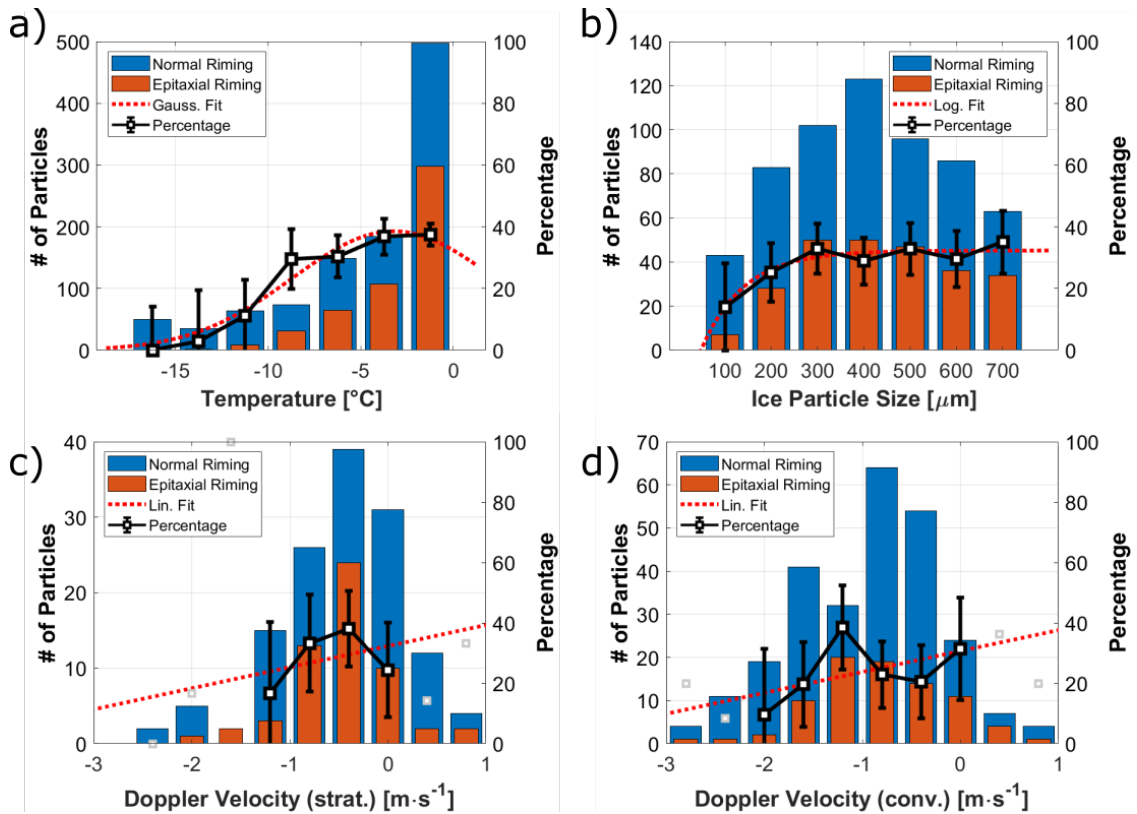 a)
500
400
300
200
100
0
# of Particles
Normal Riming
Epitaxial Riming
Gauss. Fit
Percentage
100
80
60
40
20
0
Percentage
-15 -10 -5 0
Temperature [°C]
b)
140
120
100
80
60
40
20
0
# of Particles
Normal Riming
Epitaxial Riming
Log. Fit
Percentage
100
80
60
40
20
0
Percentage
100 200 300 400 500 600 700
Ice Particle Size [μm]
c)
40
30
20
10
0
# of Particles
Normal Riming
Epitaxial Riming
Lin. Fit
Percentage
100
80
60
40
20
0
Percentage
-3 -2 -1 0 1
Doppler Velocity (strat.) [m·s⁻¹]
d)
70
60
50
40
30
20
10
0
# of Particles
Normal Riming
Epitaxial Riming
Lin. Fit
Percentage
100
80
60
40
20
0
Percentage
-3 -2 -1 0 1
Doppler Velocity (conv.) [m·s⁻¹]